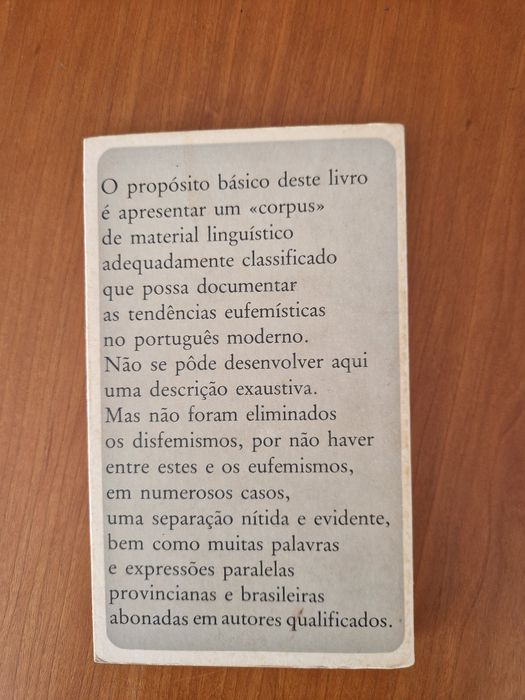 O propósito básico deste livro
é apresentar um «corpus»
de material linguístico
adequadamente classificado
que possa documentar
as tendências eufemísticas
no português moderno.
Não se pôde desenvolver aqui
uma descrição exaustiva.
Mas não foram eliminados
os disfemismos, por não haver
entre estes e os eufemismos,
em numerosos casos,
uma separação nítida e evidente,
bem como muitas palavras
e expressões paralelas
provincianas e brasileiras
abonadas em autores qualificados.